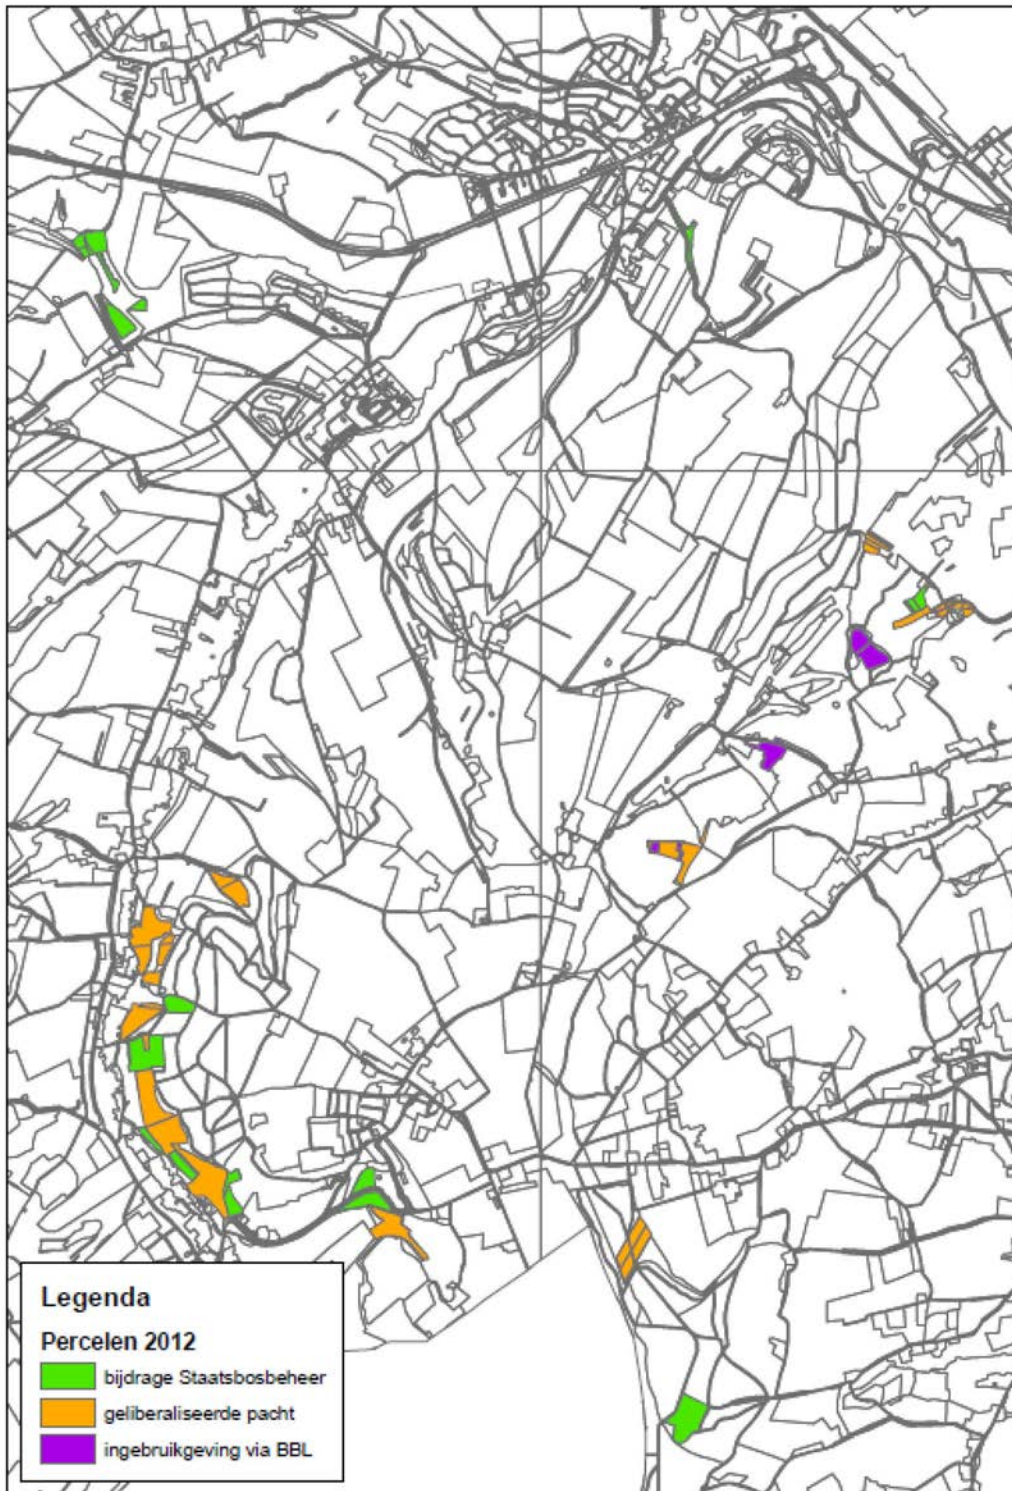 Legenda
Percelen 2012
bijdrage Staatsbosbeheer
geliberaliseerde pacht
ingebruikgeving via BBL